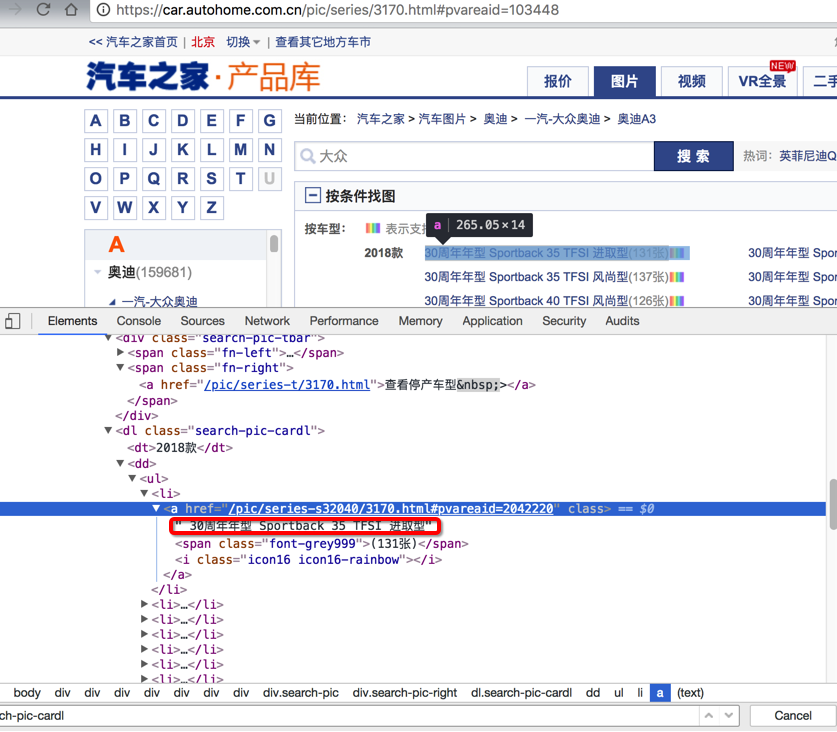 https://car.autohome.com.cn/pic/series/3170.html#pvareaid=103448
<< 汽车之家首页 | 北京 切换 | 查看其它地方车市
汽车之家·产品库
报价 图片 视频 VR全景 NEW 二手
A B C D E F G
H I J K L M N
O P Q R S T U
V W X Y Z
A
奥迪(159681)
一汽-大众奥迪
当前位置: 汽车之家 > 汽车图片 > 奥迪 > 一汽-大众奥迪 > 奥迪A3
大众 搜 索 热词: 英菲尼迪Q
按条件找图
按车型: 表示支
a 265.05×14
2018款 30周年年型 Sportback 35 TFSI 进取型(131张) 30周年年型 Spor
30周年年型 Sportback 35 TFSI 风尚型(137张) 30周年年型 Spor
30周年年型 Sportback 40 TFSI 风尚型(126张) 30周年年型 Spor
Elements Console Sources Network Performance Memory Application Security Audits
<div class="search-pic-tbar">
<span class="fn-left">…</span>
<span class="fn-right">
<a href="/pic/series-t/3170.html">查看停产车型&nbsp;></a>
</span>
</div>
<dl class="search-pic-cardl">
<dt>2018款</dt>
<dd>
<ul>
<li>
<a href="/pic/series-s32040/3170.html#pvareaid=2042220" class> == $0
" 30周年年型 Sportback 35 TFSI 进取型"
<span class="font-grey999">(131张)</span>
<i class="icon16 icon16-rainbow"></i>
</a>
</li>
<li>…</li>
<li>…</li>
<li>…</li>
<li>…</li>
<li>…</li>
<li>…</li>
body div div div div div div div div.search-pic div.search-pic-right dl.search-pic-cardl dd ul li a (text)
ch-pic-cardl Cancel